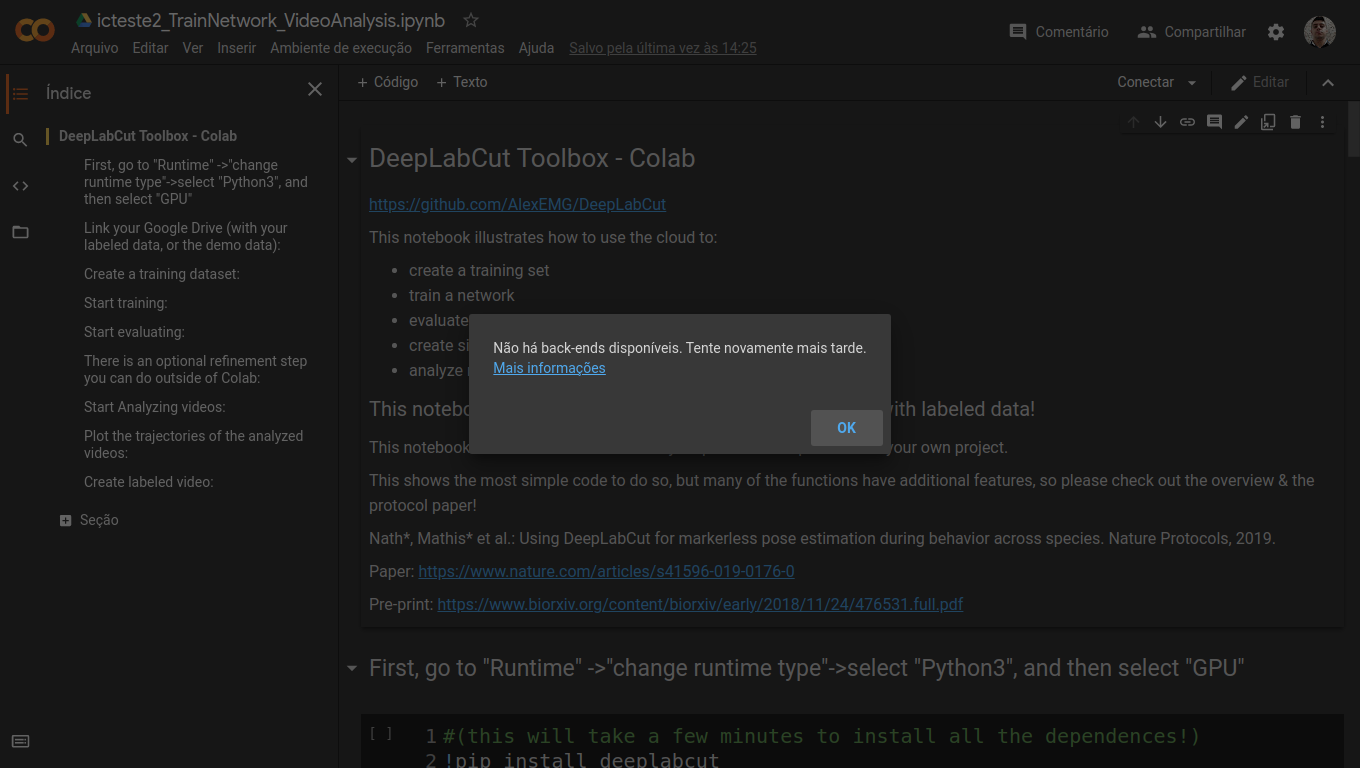 icteste2_TrainNetwork_VideoAnalysis.ipynb
Arquivo Editar Ver Inserir Ambiente de execução Ferramentas Ajuda Salvo pela última vez às 14:25
Comentário Compartilhar
Índice
+ Código + Texto
Conectar Editar
DeepLabCut Toolbox - Colab
First, go to "Runtime" ->"change
runtime type"->select "Python3", and
then select "GPU"
Link your Google Drive (with your
labeled data, or the demo data):
Create a training dataset:
Start training:
Start evaluating:
There is an optional refinement step
you can do outside of Colab:
Start Analyzing videos:
Plot the trajectories of the analyzed
videos:
Create labeled video:
Seção
DeepLabCut Toolbox - Colab
https://github.com/AlexEMG/DeepLabCut
This notebook illustrates how to use the cloud to:
• create a training set
• train a network
• evaluate
• create
• analyze
Não há back-ends disponíveis. Tente novamente mais tarde.
Mais informações
OK
This with labeled data!
This notebook your own project.
This shows the most simple code to do so, but many of the functions have additional features, so please check out the overview & the
protocol paper!
Nath*, Mathis* et al.: Using DeepLabCut for markerless pose estimation during behavior across species. Nature Protocols, 2019.
Paper: https://www.nature.com/articles/s41596-019-0176-0
Pre-print: https://www.biorxiv.org/content/biorxiv/early/2018/11/24/476531.full.pdf
First, go to "Runtime" ->"change runtime type"->select "Python3", and then select "GPU"
[ ] 1 #(this will take a few minutes to install all the dependences!)
2 !pip install deeplabcut